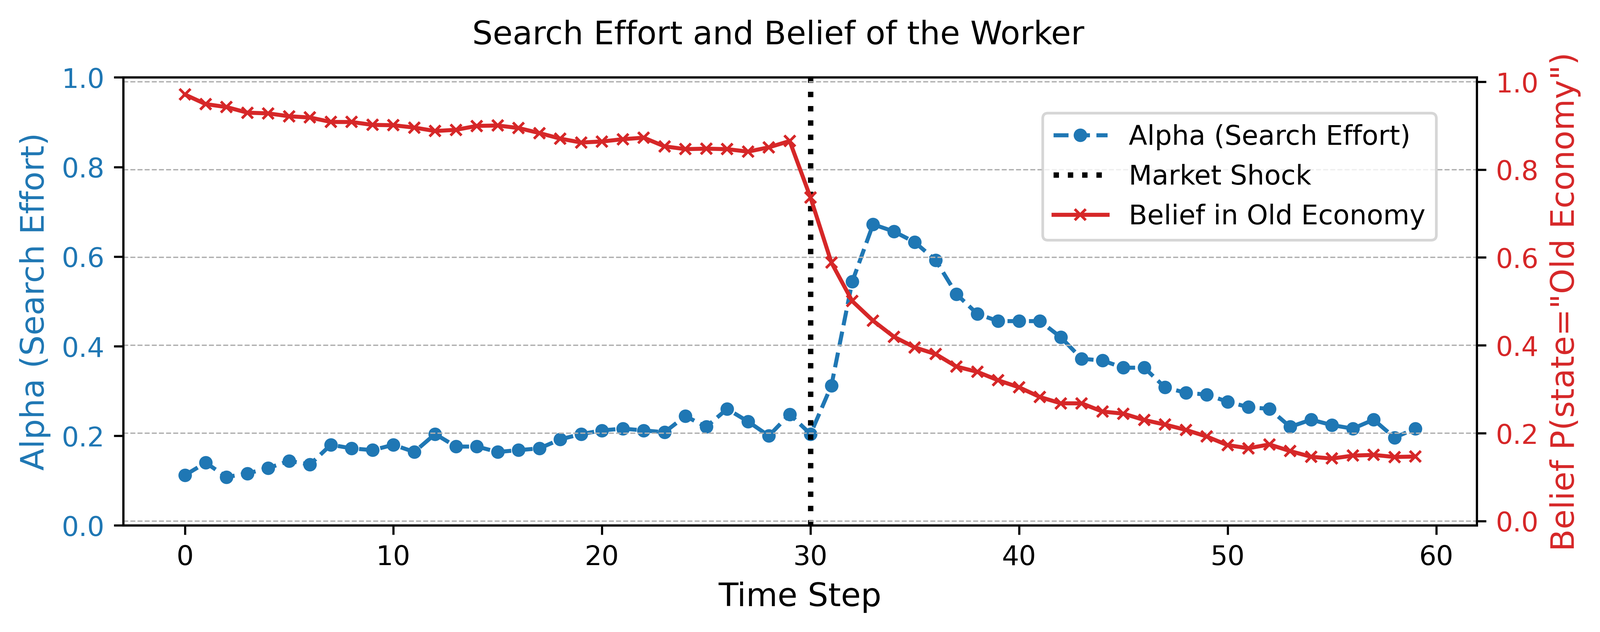 Search Effort and Belief of the Worker
Alpha (Search Effort)
1.0
0.8
0.6
0.4
0.2
0.0
Alpha (Search Effort)
Market Shock
Belief in Old Economy
1.0
0.8
0.6
0.4
0.2
0.0
Belief P(state="Old Economy")
0 10 20 30 40 50 60
Time Step